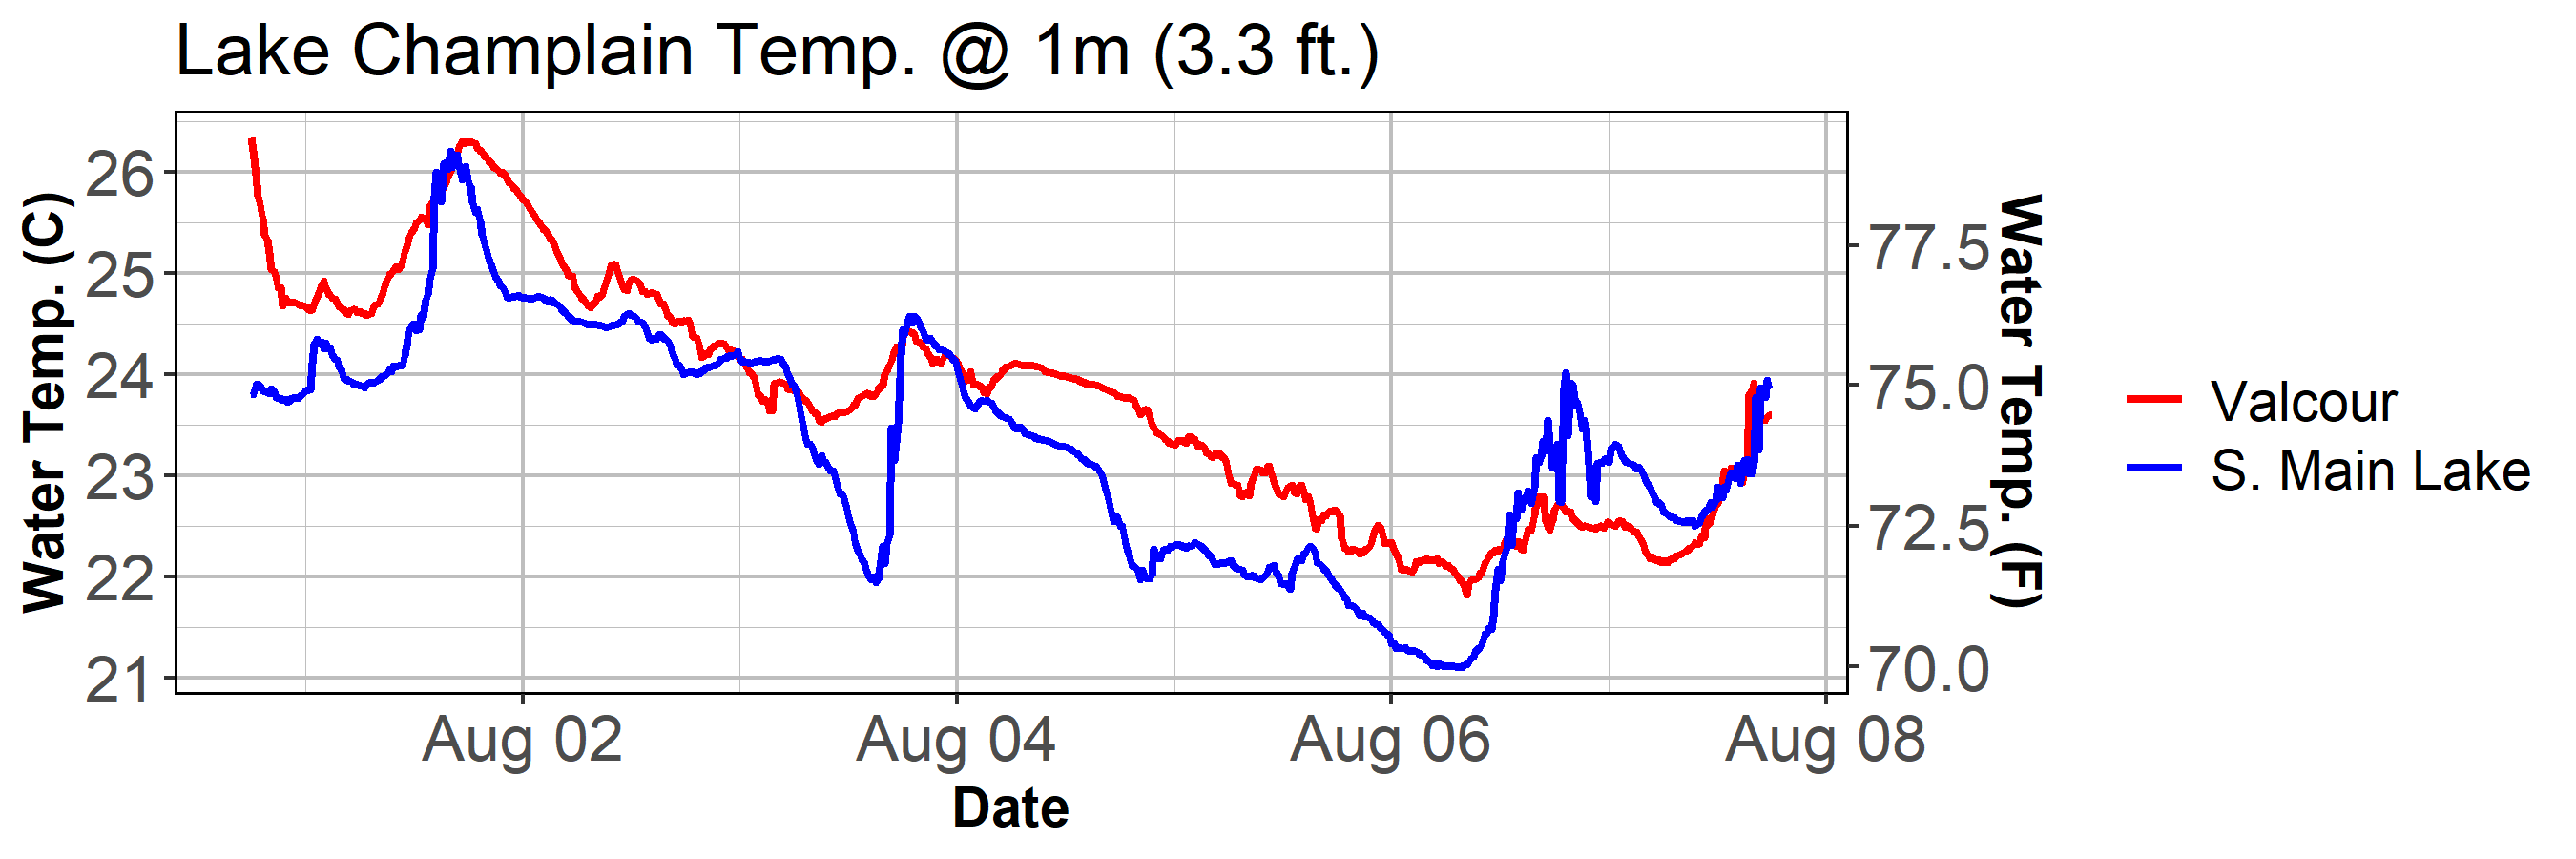 Lake Champlain Temp. @ 1m (3.3 ft.)
Water Temp. (C)
26
25
24
23
22
21
77.5
75.0
72.5
70.0
Water Temp. (F)
Aug 02
Aug 04
Aug 06
Aug 08
Date
Valcour
S. Main Lake